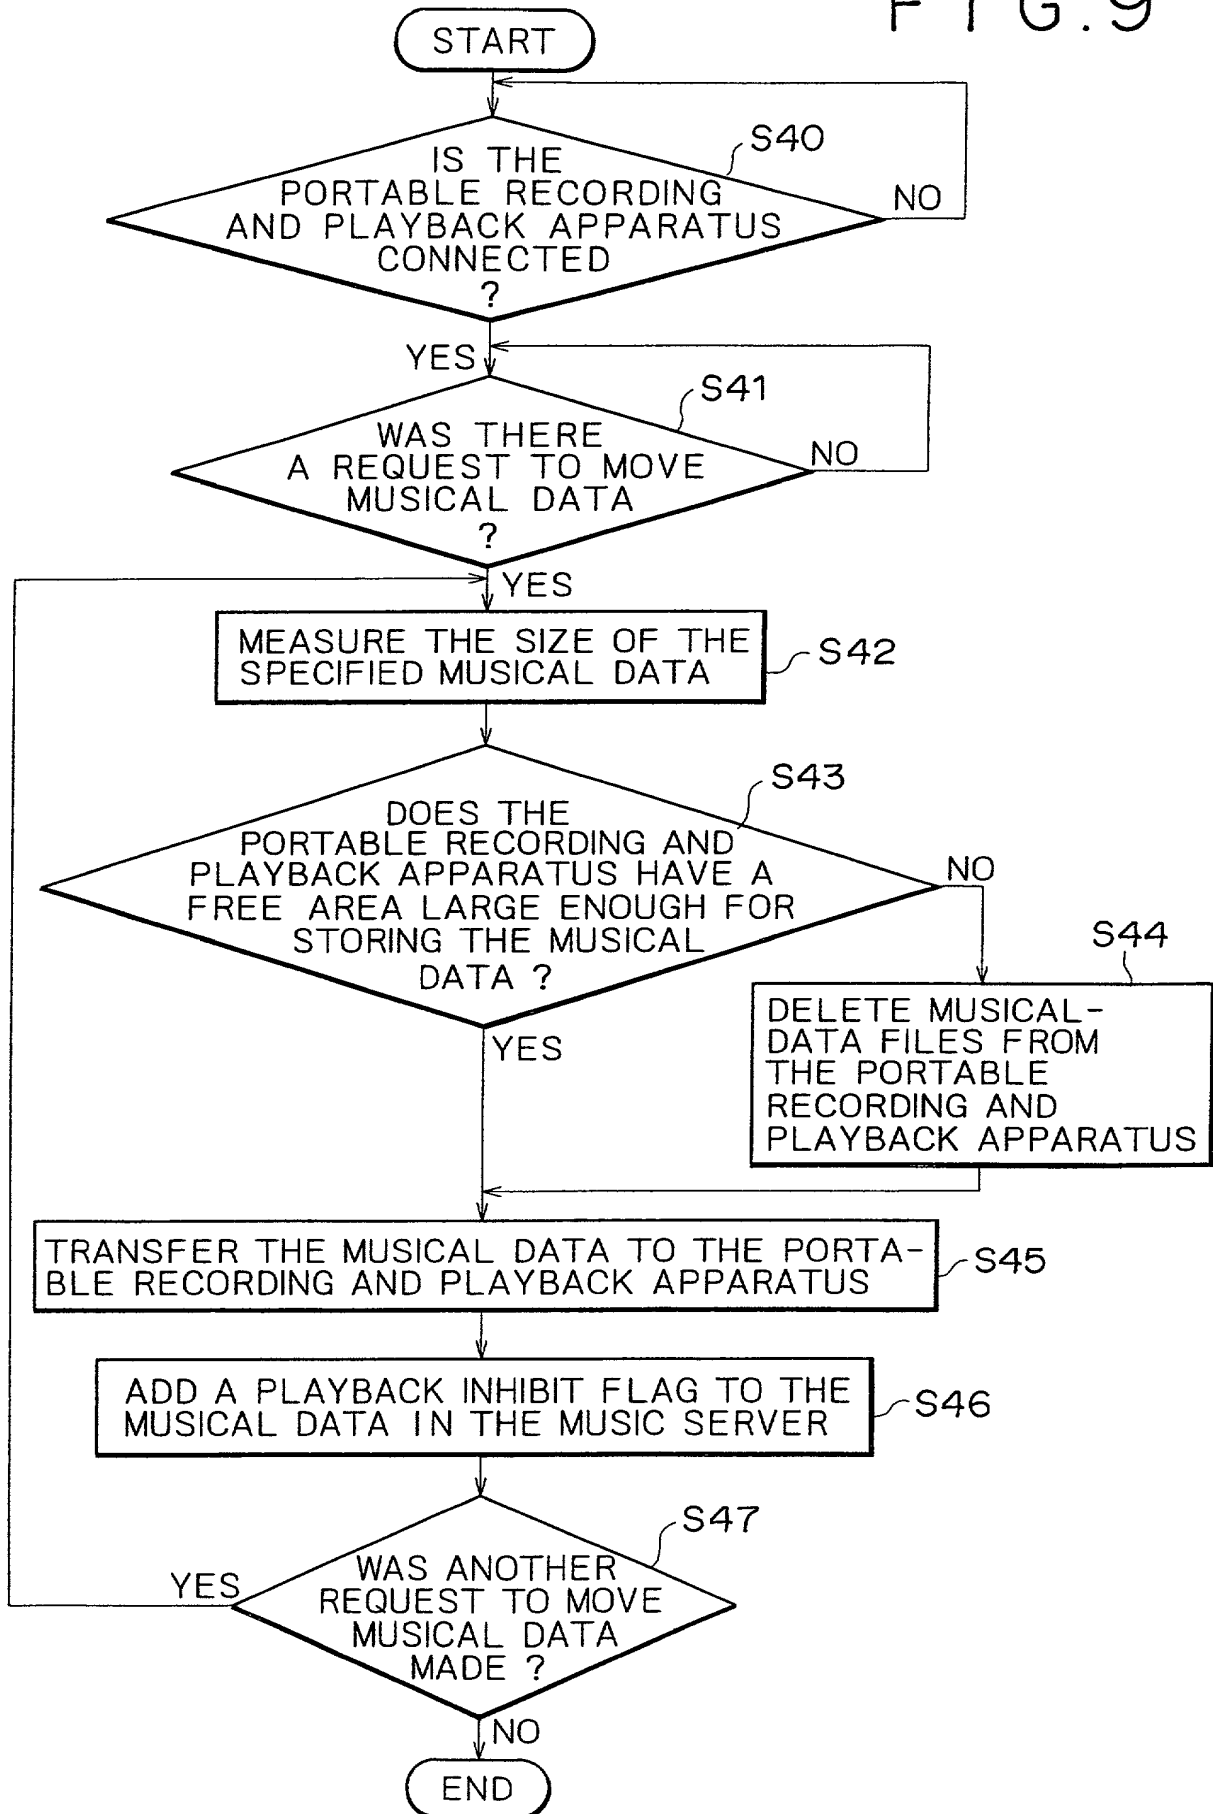 FIG.9
START
S40
IS THE
PORTABLE RECORDING
AND PLAYBACK APPARATUS
CONNECTED
?
NO
YES
S41
WAS THERE
A REQUEST TO MOVE
MUSICAL DATA
?
NO
YES
MEASURE THE SIZE OF THE
SPECIFIED MUSICAL DATA
S42
S43
DOES THE
PORTABLE RECORDING AND
PLAYBACK APPARATUS HAVE A
FREE AREA LARGE ENOUGH FOR
STORING THE MUSICAL
DATA ?
NO
YES
S44
DELETE MUSICAL-
DATA FILES FROM
THE PORTABLE
RECORDING AND
PLAYBACK APPARATUS
TRANSFER THE MUSICAL DATA TO THE PORTA-
BLE RECORDING AND PLAYBACK APPARATUS
S45
ADD A PLAYBACK INHIBIT FLAG TO THE
MUSICAL DATA IN THE MUSIC SERVER
S46
S47
WAS ANOTHER
REQUEST TO MOVE
MUSICAL DATA
MADE ?
YES
NO
END